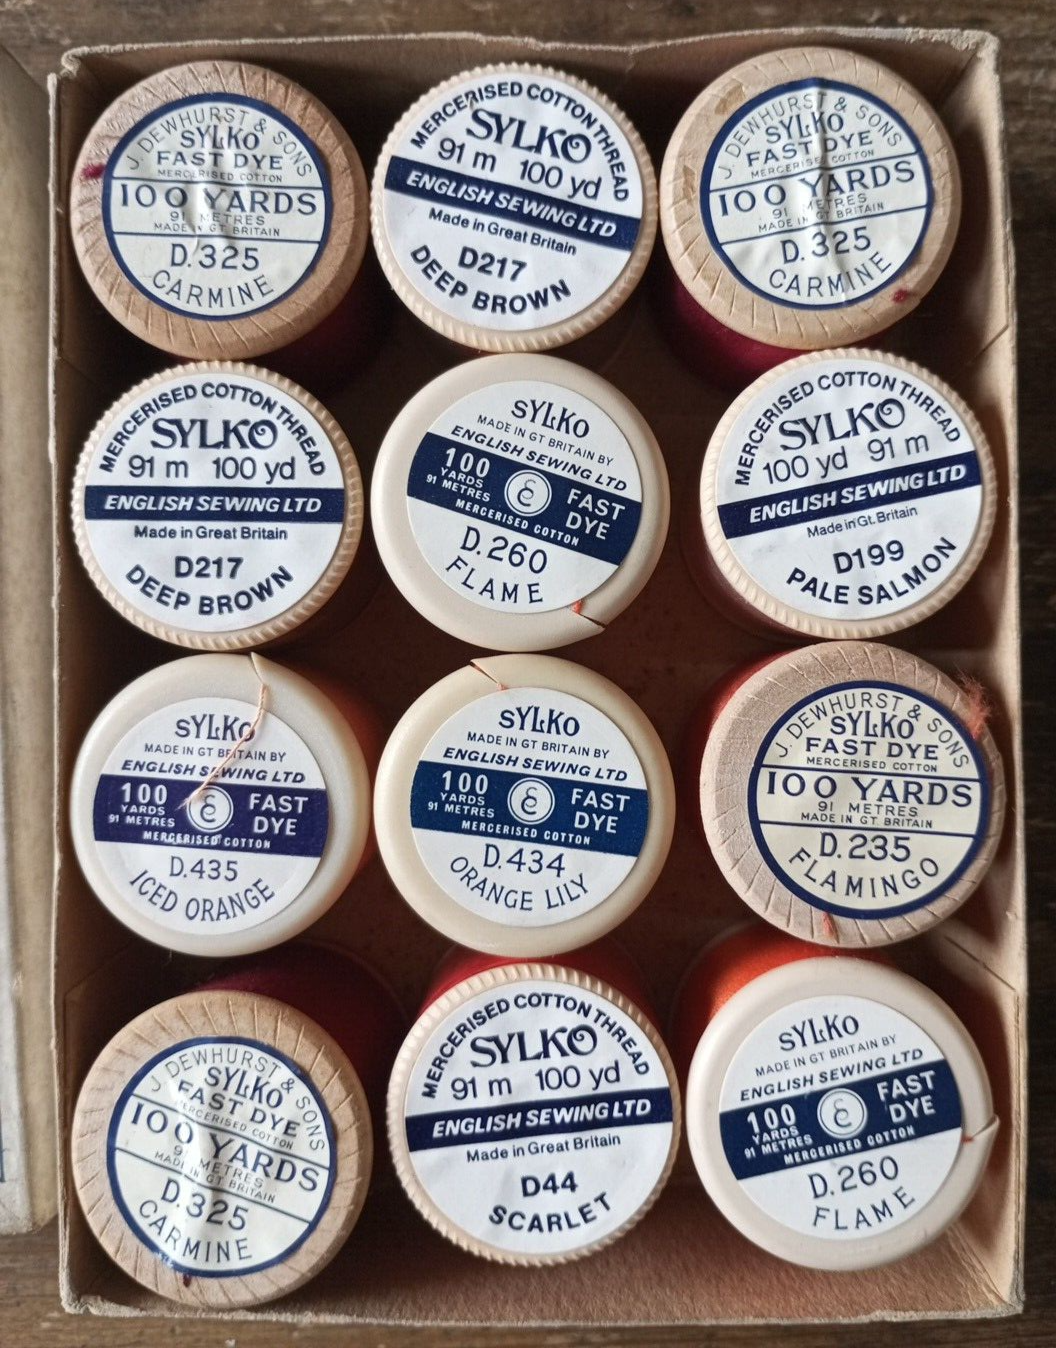 J. DEWHURST & SONS
SYLKO
FAST DYE
MERCERISED COTTON
100 YARDS
91 METRES
MADE IN GT BRITAIN
D.325
CARMINE
MERCERISED COTTON THREAD
SYLKO
91 m 100 yd
ENGLISH SEWING LTD
Made in Great Britain
D217
DEEP BROWN
J. DEWHURST & SONS
SYLKO
FAST DYE
MERCERISED COTTON
100 YARDS
91 METRES
MADE IN GT BRITAIN
D.325
CARMINE
MERCERISED COTTON THREAD
SYLKO
91 m 100 yd
ENGLISH SEWING LTD
Made in Great Britain
D217
DEEP BROWN
SYLKO
MADE IN GT BRITAIN BY
ENGLISH SEWING LTD
100
YARDS
91 METRES
FAST
DYE
MERCERISED COTTON
D.260
FLAME
MERCERISED COTTON THREAD
SYLKO
100 yd 91 m
ENGLISH SEWING LTD
Made in Gt. Britain
D199
PALE SALMON
SYLKO
MADE IN GT BRITAIN BY
ENGLISH SEWING LTD
100
YARDS
91 METRES
FAST
DYE
MERCERISED COTTON
D.435
ICED ORANGE
SYLKO
MADE IN GT BRITAIN BY
ENGLISH SEWING LTD
100
YARDS
91 METRES
FAST
DYE
MERCERISED COTTON
D.434
ORANGE LILY
J. DEWHURST & SONS
SYLKO
FAST DYE
MERCERISED COTTON
100 YARDS
91 METRES
MADE IN GT BRITAIN
D.235
FLAMINGO
J. DEWHURST & SONS
SYLKO
FAST DYE
MERCERISED COTTON
100 YARDS
91 METRES
MADE IN GT BRITAIN
D.325
CARMINE
MERCERISED COTTON THREAD
SYLKO
91 m 100 yd
ENGLISH SEWING LTD
Made in Great Britain
D44
SCARLET
SYLKO
MADE IN GT BRITAIN BY
ENGLISH SEWING LTD
100
YARDS
91 METRES
FAST
DYE
MERCERISED COTTON
D.260
FLAME